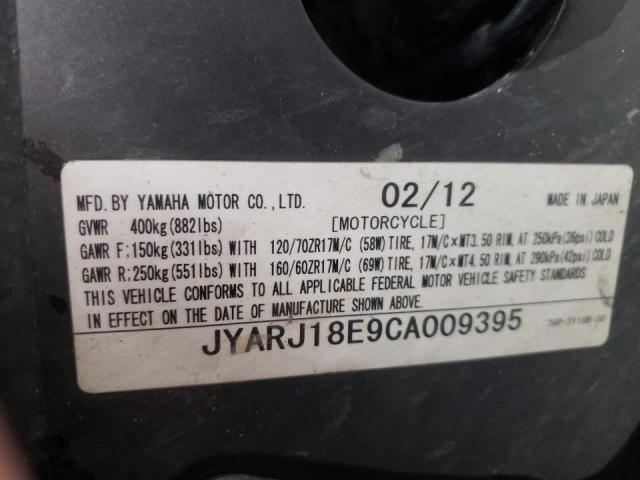 MFD. BY YAMAHA MOTOR CO., LTD. 02/12 MADE IN JAPAN
GVWR 400kg(882lbs) [MOTORCYCLE]
GAWR F:150kg(331lbs) WITH 120/70ZR17M/C (58W) TIRE, 17M/C×MT3.50 RIM, AT 250kPa(36psi) COLD
GAWR R:250kg(551lbs) WITH 160/60ZR17M/C (69W) TIRE, 17M/C×MT4.50 RIM, AT 290kPa(42psi) COLD
THIS VEHICLE CONFORMS TO ALL APPLICABLE FEDERAL MOTOR VEHICLE SAFETY STANDARDS
IN EFFECT ON THE DATE OF MANUFACTURE SHOWN ABOVE.
JYARJ18E9CA009395